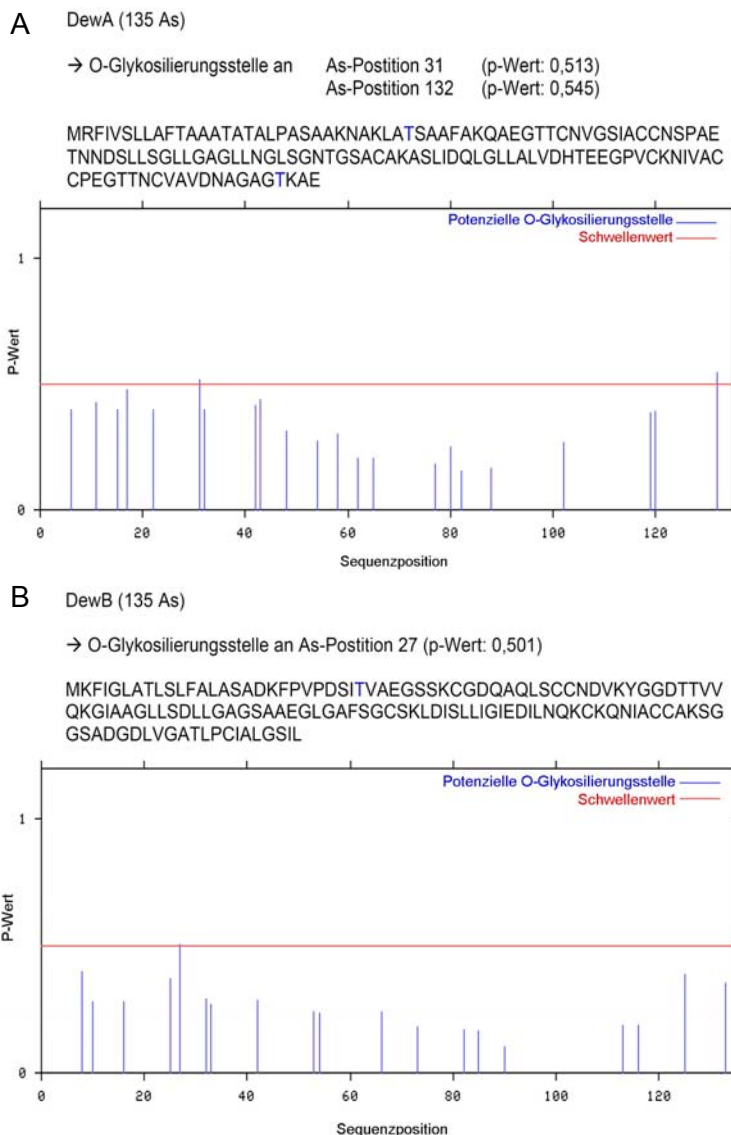 A
DewA (135 As)
→ O-Glykosilierungsstelle an As-Postition 31 (p-Wert: 0,513)
As-Postition 132 (p-Wert: 0,545)
MRFIVSLLAFTAAATATALPASAAKNAKLATSAAFAKQAEGTTCNVGSIACCNSPAE
TNNDSLLSGLLGAGLLNGLSGNTGSACAKASLIDQLGLLALVDHTEEGPVCKNIVAC
CPEGTTNCVAVDNAGAGTKAE
Potenzielle O-Glykosilierungsstelle
Schwellenwert
1
P-Wert
0
0 20 40 60 80 100 120
Sequenzposition
B
DewB (135 As)
→ O-Glykosilierungsstelle an As-Postition 27 (p-Wert: 0,501)
MKFIGLATLSLFALASADKFPVPDSITVAEGSSKCGDQAQLSCCNDVKYGGDTTVV
QKGIAAGLLSDLLGAGSAAEGLGAFSGCSKLDISLLIGIEDILNQKCKQNIACCAKSG
GSADGDLVGATLPCIALGSIL
Potenzielle O-Glykosilierungsstelle
Schwellenwert
1
P-Wert
0
0 20 40 60 80 100 120
Sequenzposition